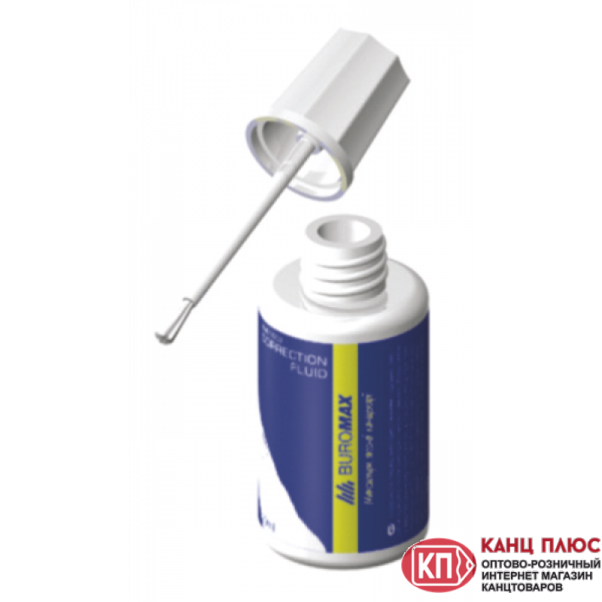 CORRECTION
FLUID
BUROMAX
КП
КАНЦ ПЛЮС
ОПТОВО-РОЗНИЧНЫЙ
ИНТЕРНЕТ МАГАЗИН
КАНЦТОВАРОВ